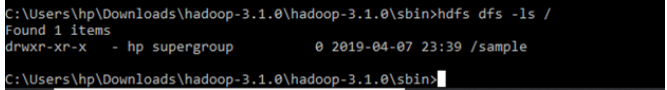 C:\Users\hp\Downloads\hadoop-3.1.0\hadoop-3.1.0\sbin>hdfs dfs -ls /
Found 1 items
drwxr-xr-x   - hp supergroup          0 2019-04-07 23:39 /sample
C:\Users\hp\Downloads\hadoop-3.1.0\hadoop-3.1.0\sbin>